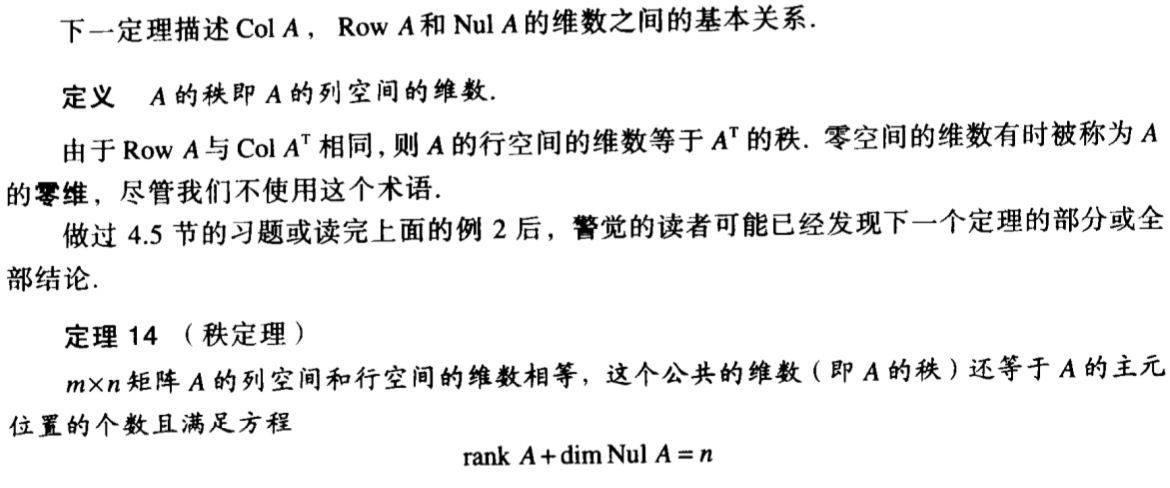 下一定理描述 Col A， Row A和 Nul A的维数之间的基本关系.
定义 A 的秩即 A 的列空间的维数.
由于 Row A 与 Col Aᵀ 相同, 则 A 的行空间的维数等于 Aᵀ 的秩. 零空间的维数有时被称为 A
的零维，尽管我们不使用这个术语.
做过 4.5 节的习题或读完上面的例 2 后，警觉的读者可能已经发现下一个定理的部分或全
部结论.
定理 14 （秩定理）
m×n 矩阵 A 的列空间和行空间的维数相等，这个公共的维数（即 A 的秩）还等于 A 的主元
位置的个数且满足方程
rank A + dim Nul A = n